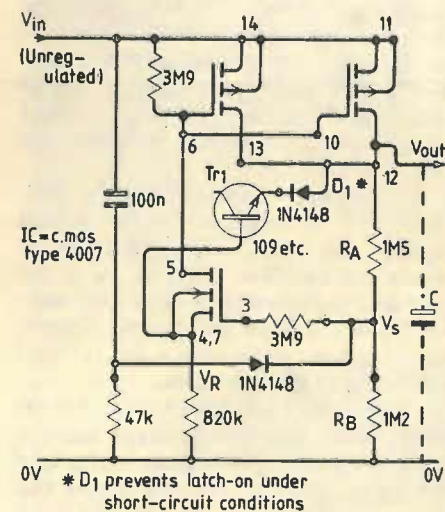 Vin
(Unreg-
ulated)
14
11
3M9
6
13
10
12
Vout
Tr1
D1 *
1N4148
100n
109 etc.
RA
1M5
IC=c.mos
type 4007
5
3
3M9
Vs
C
4,7
VR
1N4148
47k
820k
RB
1M2
0V
0V
* D1 prevents latch-on under
short-circuit conditions